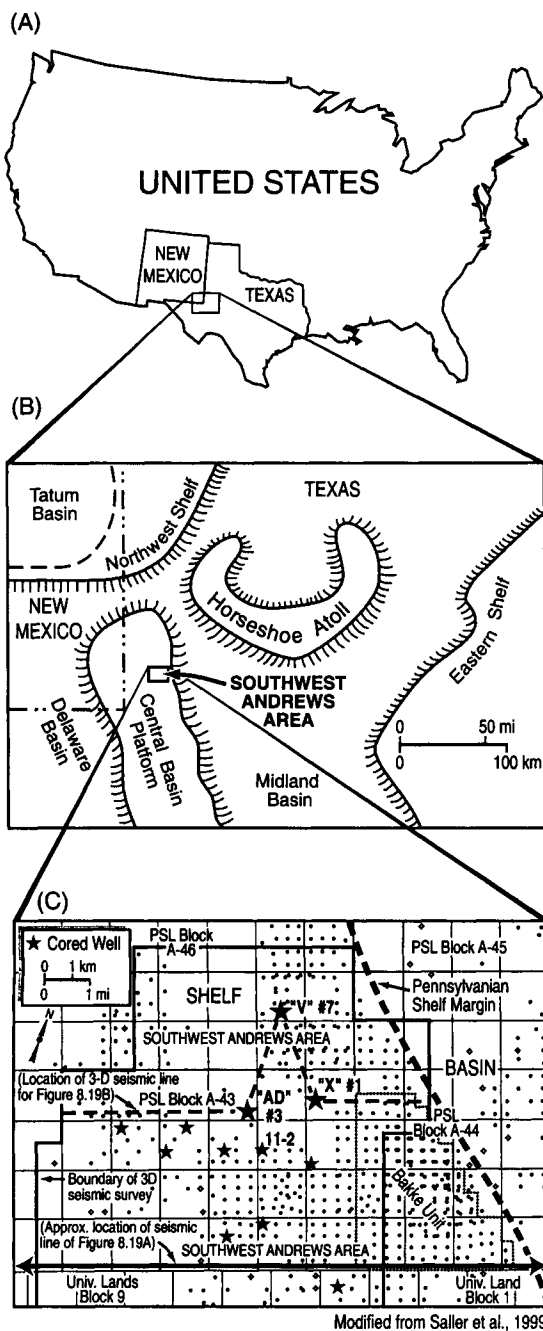 (A)
UNITED STATES
NEW
MEXICO
TEXAS
(B)
Tatum
Basin
Northwest Shelf
TEXAS
NEW
MEXICO
Horseshoe Atoll
Eastern Shelf
SOUTHWEST
ANDREWS
AREA
Delaware
Basin
Central Basin
Platform
Midland
Basin
0 50 mi
0 100 km
(C)
★ Cored Well
0 1 km
0 1 mi
N
PSL Block
A-46
PSL Block A-45
SHELF
Pennsylvanian
Shelf Margin
"V" #7
SOUTHWEST ANDREWS AREA
BASIN
(Location of 3-D seismic line
for Figure 8.19B)
PSL Block A-43
"AD"
#3
"X" #1
PSL
Block A-44
11-2
Bakke Unit
Boundary of 3D
seismic survey
(Approx. location of seismic
line of Figure 8.19A)
SOUTHWEST ANDREWS AREA
Univ. Lands
Block 9
Univ. Land
Block 11
Modified from Saller et al., 1999